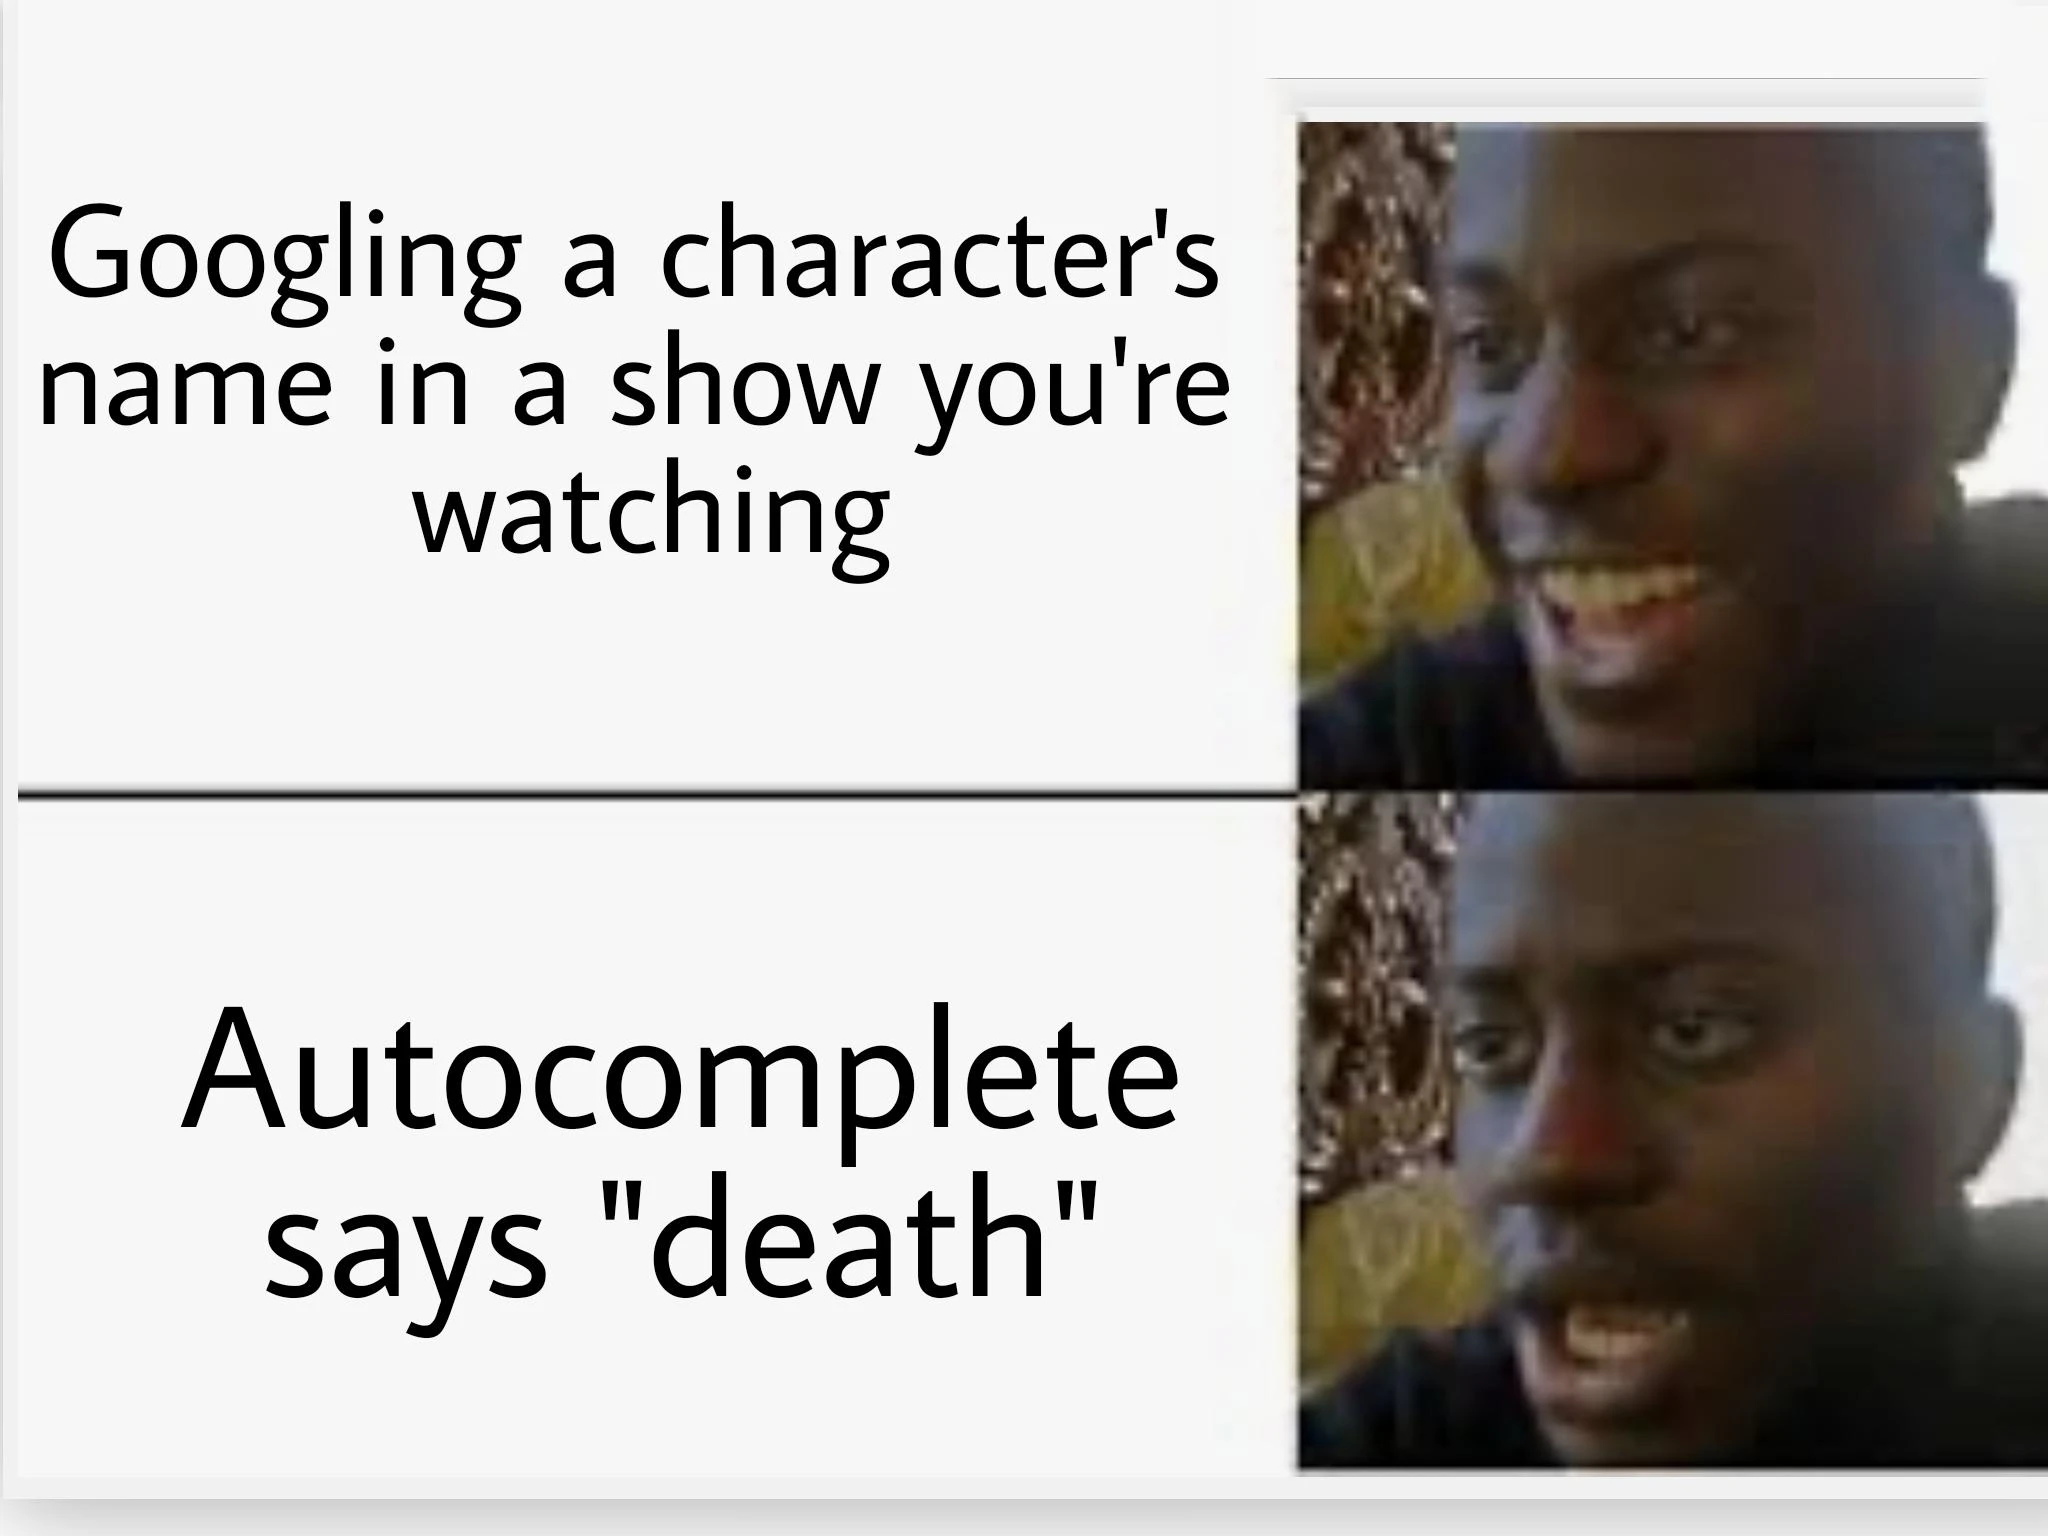 Googling a character's
name in a show you're
watching
Autocomplete
says "death"